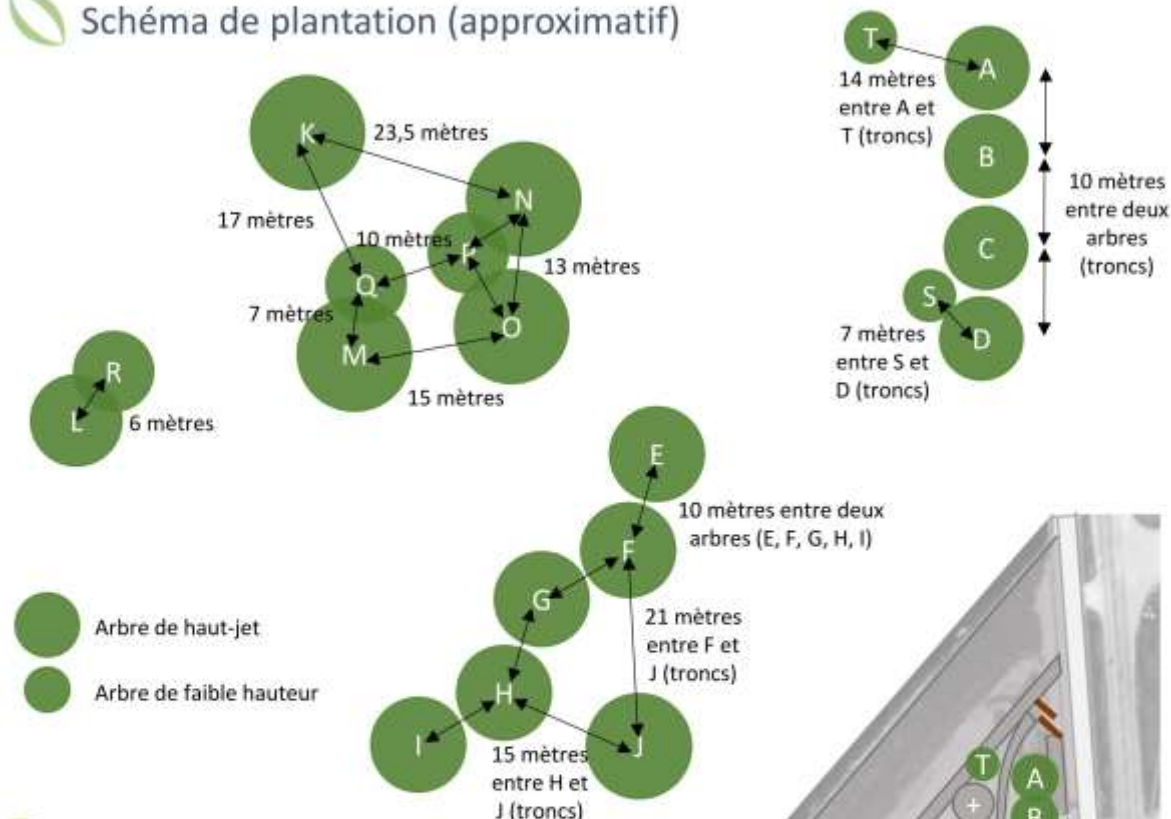 Schéma de plantation (approximatif)
T
A
14 mètres
entre A et
T (troncs)
B
10 mètres
entre deux
arbres
(troncs)
C
S
D
7 mètres
entre S et
D (troncs)
K
23,5 mètres
N
17 mètres
10 mètres
P
13 mètres
Q
7 mètres
O
M
15 mètres
R
L
6 mètres
E
10 mètres entre deux
arbres (E, F, G, H, I)
F
G
21 mètres
entre F et
J (troncs)
H
I
J
15 mètres
entre H et
J (troncs)
Arbre de haut-jet
Arbre de faible hauteur
T
A
+
B